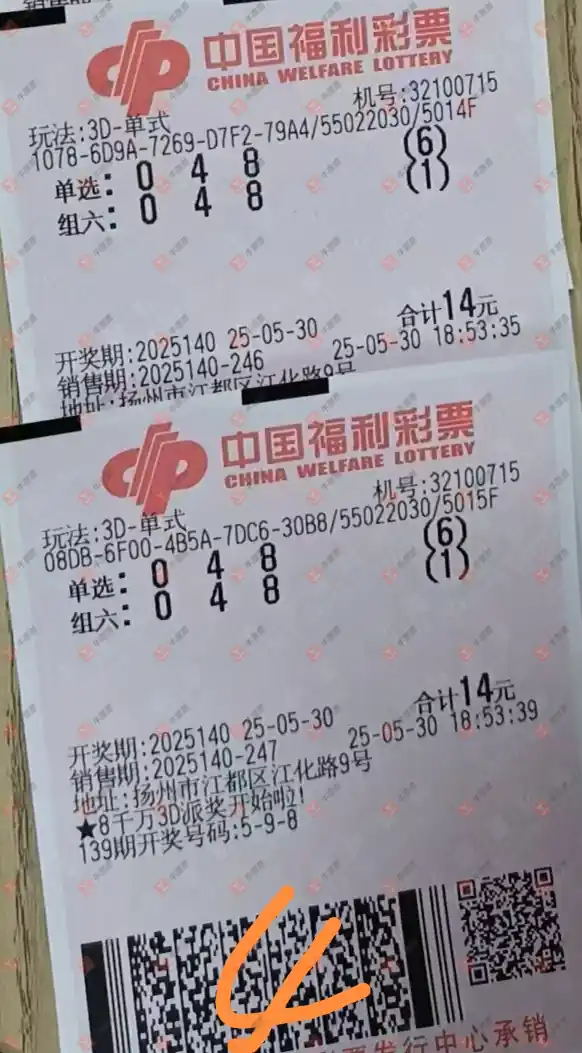 中国福利彩票
CHINA WELFARE LOTTERY
机号:32100715
玩法:3D-单式
1078-6D9A-7269-D7F2-79A4/55022030/5014F
单选: 0 4 8 (6)
组六: 0 4 8 (1)
合计14元
开奖期:2025140 25-05-30
销售期:2025140-246 25-05-30 18:53:35
地址:扬州市江都区江化路9号
中国福利彩票
CHINA WELFARE LOTTERY
机号:32100715
玩法:3D-单式
08DB-6F00-4B5A-7DC6-30B8/55022030/5015F
单选: 0 4 8 (6)
组六: 0 4 8 (1)
合计14元
开奖期:2025140 25-05-30
销售期:2025140-247 25-05-30 18:53:39
地址:扬州市江都区江化路9号
★8千万3D派奖开始啦!
139期开奖号码:5-9-8
发行中心承销